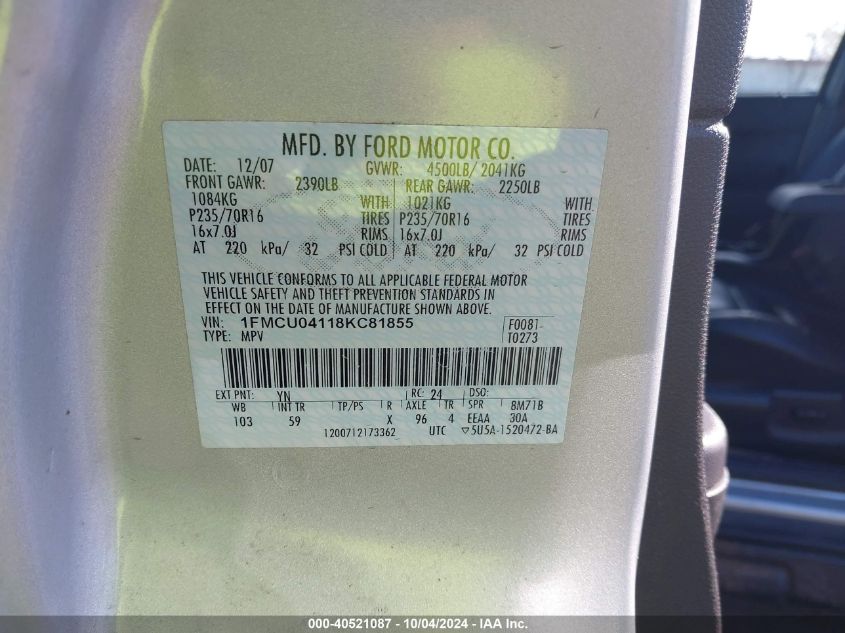 MFD. BY FORD MOTOR CO.
DATE: 12/07 GVWR: 4500LB/ 2041KG
FRONT GAWR: 2390LB REAR GAWR: 2250LB
1084KG WITH 1021KG WITH
P235/70R16 TIRES P235/70R16 TIRES
16x7.0J RIMS 16x7.0J RIMS
AT 220 kPa/ 32 PSI COLD AT 220 kPa/ 32 PSI COLD
THIS VEHICLE CONFORMS TO ALL APPLICABLE FEDERAL MOTOR
VEHICLE SAFETY AND THEFT PREVENTION STANDARDS IN
EFFECT ON THE DATE OF MANUFACTURE SHOWN ABOVE.
VIN: 1FMCU04118KC81855 F0081
TYPE: MPV T0273
EXT PNT: YN RC: 24 DSO:
WB INT TR TP/PS R AXLE TR SPR 8M71B
103 59 X 96 4 EEAA 30A
1200712173362 UTC ▽5U5A-1520472-BA
000-40521087 - 10/04/2024 - IAA Inc.